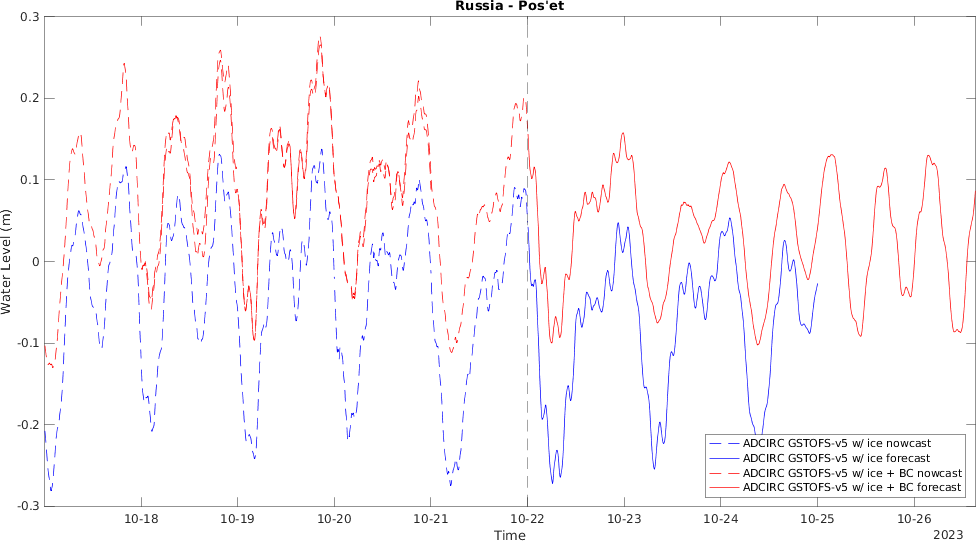 Russia - Pos'et
Water Level (m)
0.3
0.2
0.1
0
-0.1
-0.2
-0.3
10-18
10-19
10-20
10-21
10-22
10-23
10-24
10-25
10-26
Time
2023
ADCIRC GSTOFS-v5 w/ ice nowcast
ADCIRC GSTOFS-v5 w/ ice forecast
ADCIRC GSTOFS-v5 w/ ice + BC nowcast
ADCIRC GSTOFS-v5 w/ ice + BC forecast